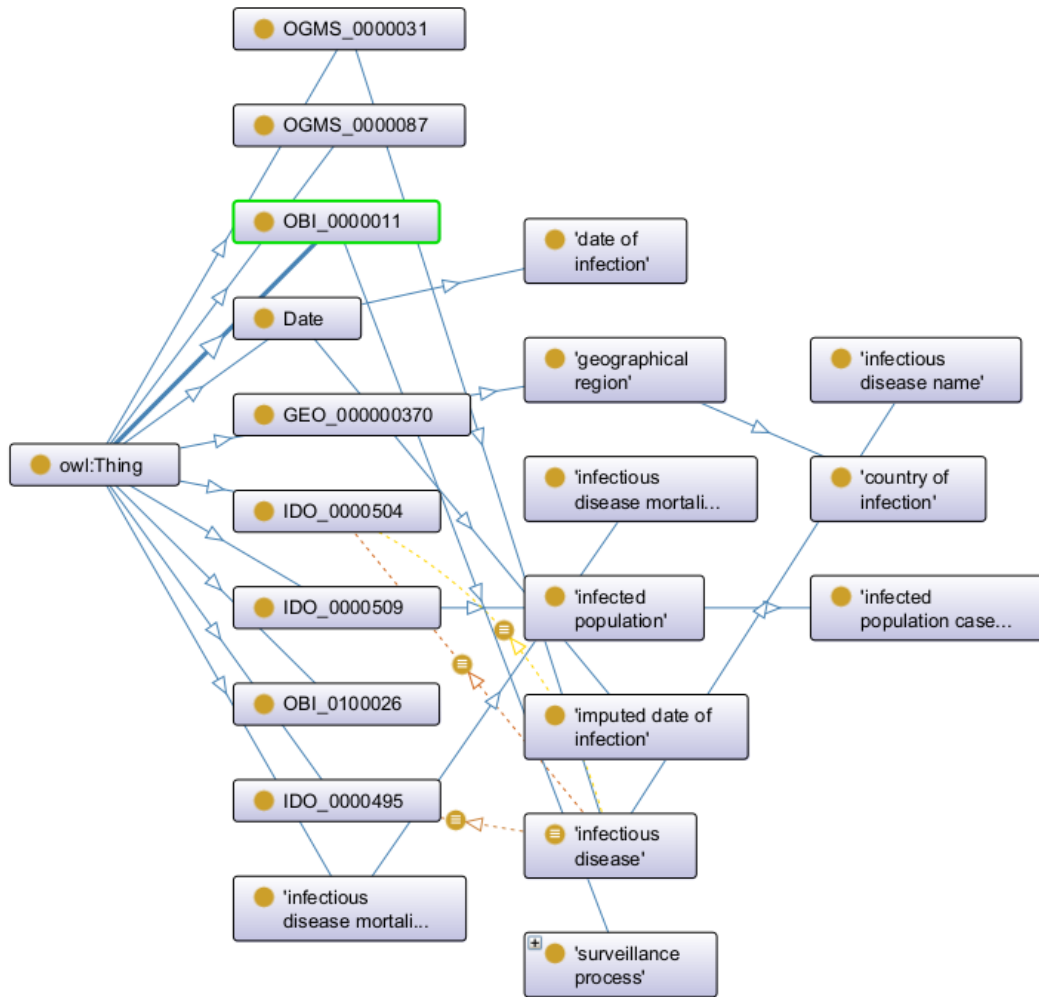 OGMS_0000031
OGMS_0000087
OBI_0000011
Date
GEO_000000370
owl:Thing
IDO_0000504
IDO_0000509
OBI_0100026
IDO_0000495
'infectious
disease mortali...
'date of
infection'
'geographical
region'
'infectious
disease mortali...
'infected
population'
'imputed date of
infection'
'infectious
disease'
'surveillance
process'
'infectious
disease name'
'country of
infection'
'infected
population case...